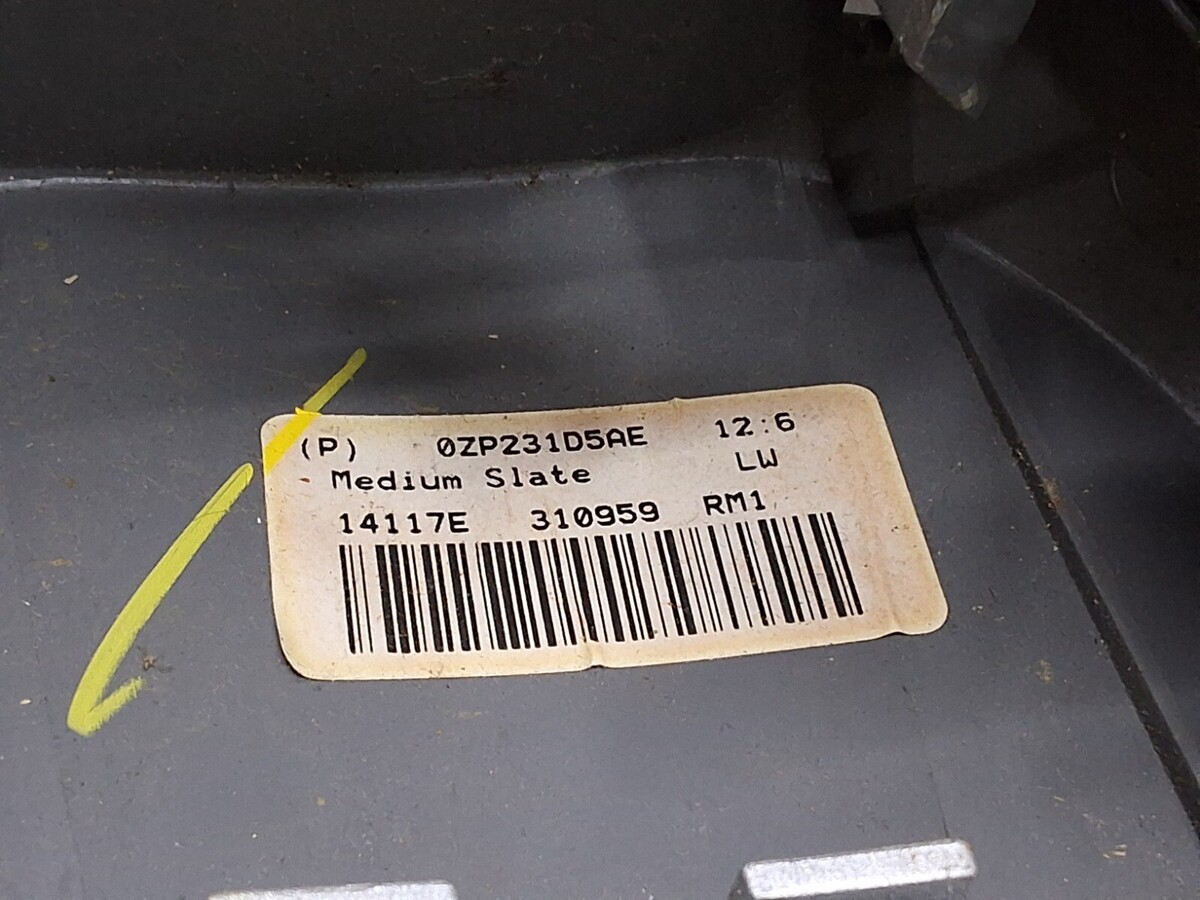 (P) 0ZP231D5AE 12:6
Medium Slate LW
14117E 310959 RM1